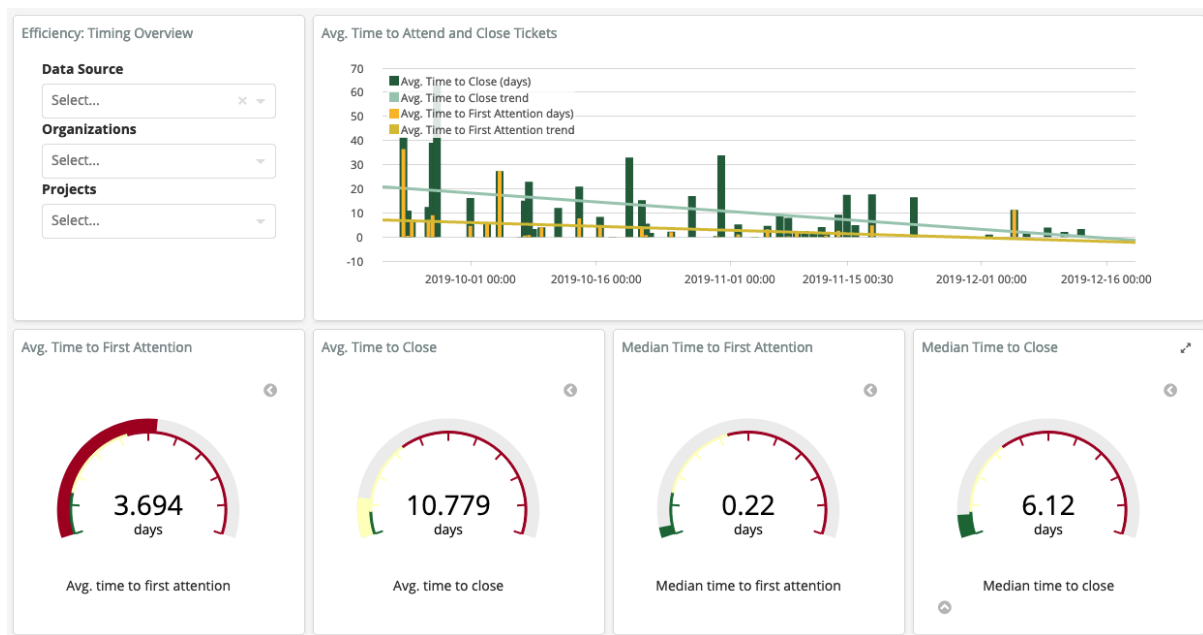 Efficiency: Timing Overview
Data Source
Select...
Organizations
Select...
Projects
Select...
Avg. Time to Attend and Close Tickets
70
60
50
40
30
20
10
0
-10
Avg. Time to Close (days)
Avg. Time to Close trend
Avg. Time to First Attention days)
Avg. Time to First Attention trend
2019-10-01 00:00 2019-10-16 00:00 2019-11-01 00:00 2019-11-15 00:30 2019-12-01 00:00 2019-12-16 00:00
Avg. Time to First Attention
3.694
days
Avg. time to first attention
Avg. Time to Close
10.779
days
Avg. time to close
Median Time to First Attention
0.22
days
Median time to first attention
Median Time to Close
6.12
days
Median time to close